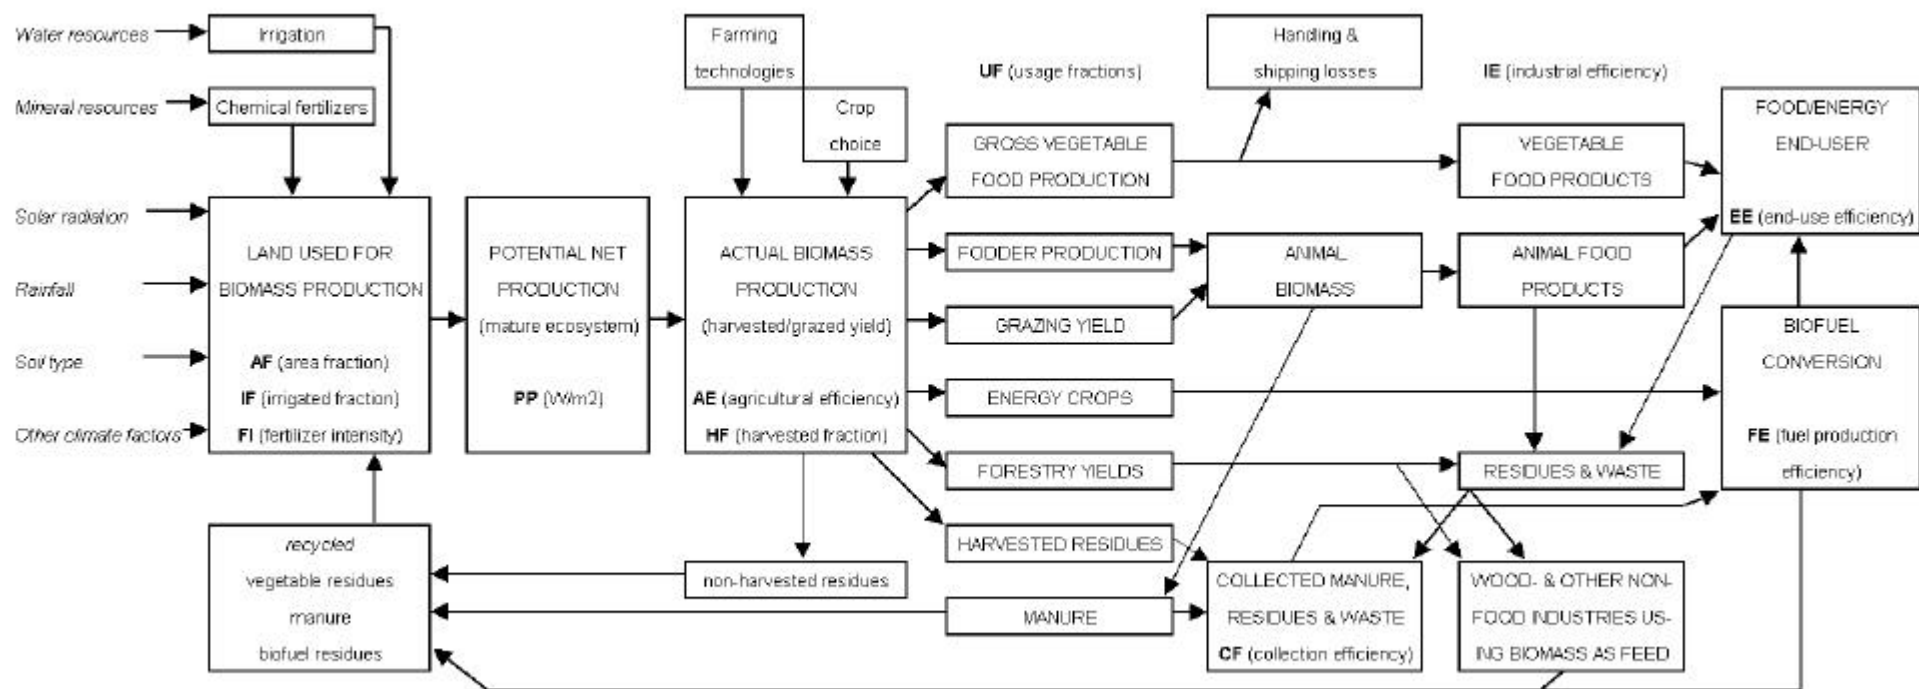 Water resources
Irrigation
Mineral resources
Chemical fertilizers
Solar radiation
Rainfall
Soil type
Other climate factors
LAND USED FOR
BIOMASS PRODUCTION
AF (area fraction)
IF (irrigated fraction)
FI (fertilizer intensity)
recycled
vegetable residues
manure
biofuel residues
POTENTIAL NET
PRODUCTION
(mature ecosystem)
PP (W/m2)
Farming
technologies
Crop
choice
ACTUAL BIOMASS
PRODUCTION
(harvested/grazed yield)
AE (agricultural efficiency)
HF (harvested fraction)
non-harvested residues
UF (usage fractions)
GROSS VEGETABLE
FOOD PRODUCTION
FODDER PRODUCTION
GRAZING YIELD
ENERGY CROPS
FORESTRY YIELDS
HARVESTED RESIDUES
MANURE
Handling &
shipping losses
ANIMAL
BIOMASS
COLLECTED MANURE,
RESIDUES & WASTE
CF (collection efficiency)
IE (industrial efficiency)
VEGETABLE
FOOD PRODUCTS
ANIMAL FOOD
PRODUCTS
RESIDUES & WASTE
WOOD- & OTHER NON-
FOOD INDUSTRIES US-
ING BIOMASS AS FEED
FOOD/ENERGY
END-USER
EE (end-use efficiency)
BIOFUEL
CONVERSION
FE (fuel production
efficiency)